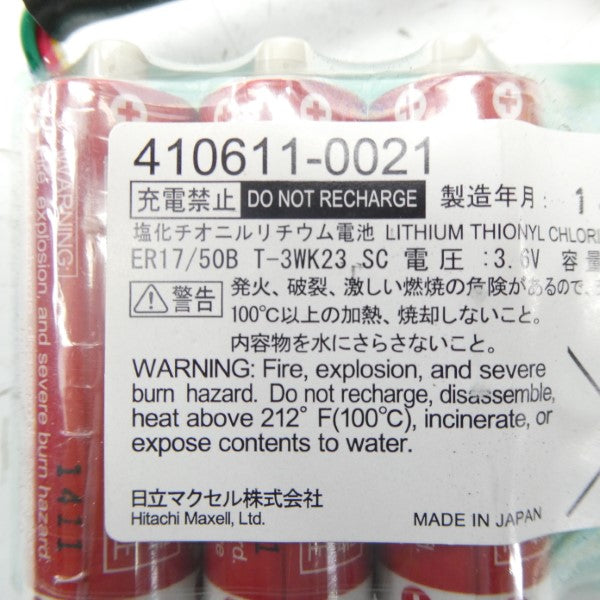 410611-0021
充電禁止 DO NOT RECHARGE 製造年月: 1
塩化チオニルリチウム電池 LITHIUM THIONYL CHLORI
ER17/50B T-3WK23 SC 電圧:3.6V 容量
警告 発火、破裂、激しい燃焼の危険があるので、
100℃以上の加熱、焼却しないこと。
内容物を水にさらさないこと。
WARNING: Fire, explosion, and severe
burn hazard. Do not recharge, disassemble,
heat above 212° F(100℃), incinerate, or
expose contents to water.
日立マクセル株式会社
Hitachi Maxell, Ltd.
MADE IN JAPAN
WARNING:
explosion, and severe burn hazard.
1411